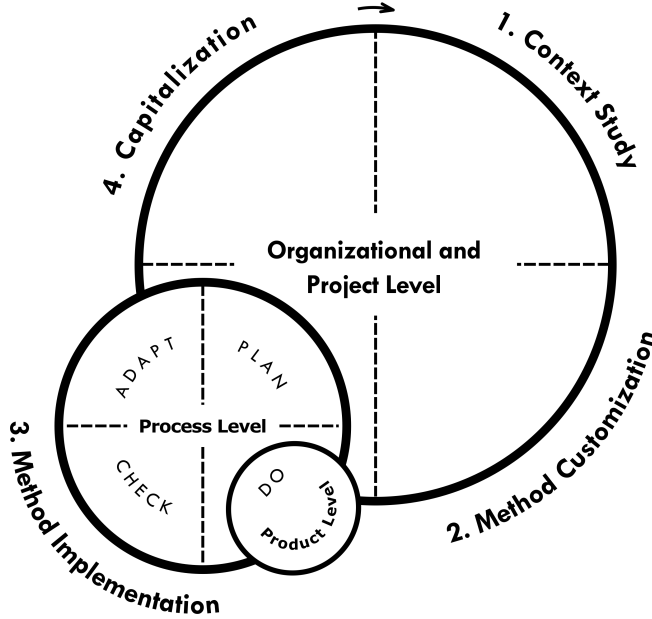 1. Context Study
2. Method Customization
3. Method Implementation
4. Capitalization
Organizational and
Project Level
ADAPT
PLAN
Process Level
CHECK
DO
Product Level